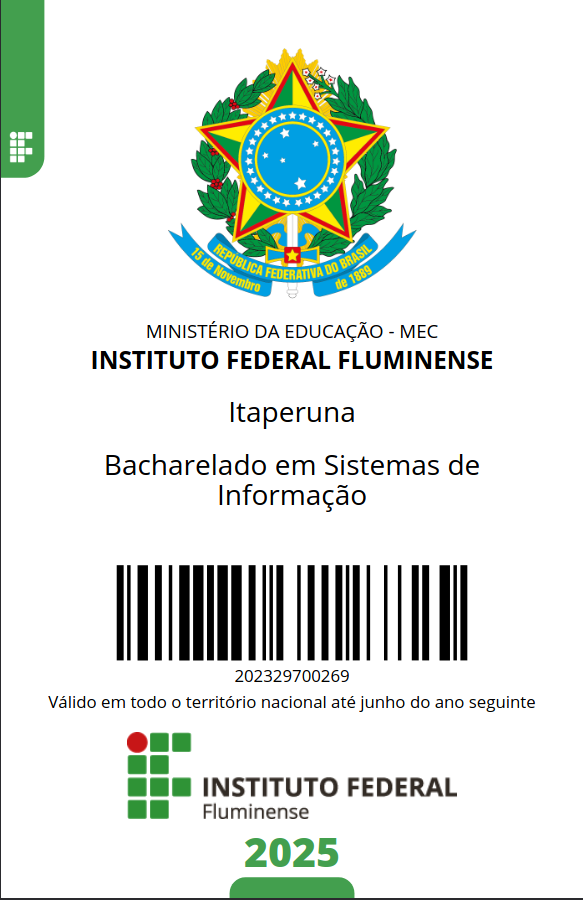 REPÚBLICA FEDERATIVA DO BRASIL
15 de Novembro
de 1889
MINISTÉRIO DA EDUCAÇÃO - MEC
INSTITUTO FEDERAL FLUMINENSE
Itaperuna
Bacharelado em Sistemas de
Informação
202329700269
Válido em todo o território nacional até junho do ano seguinte
INSTITUTO FEDERAL
Fluminense
2025